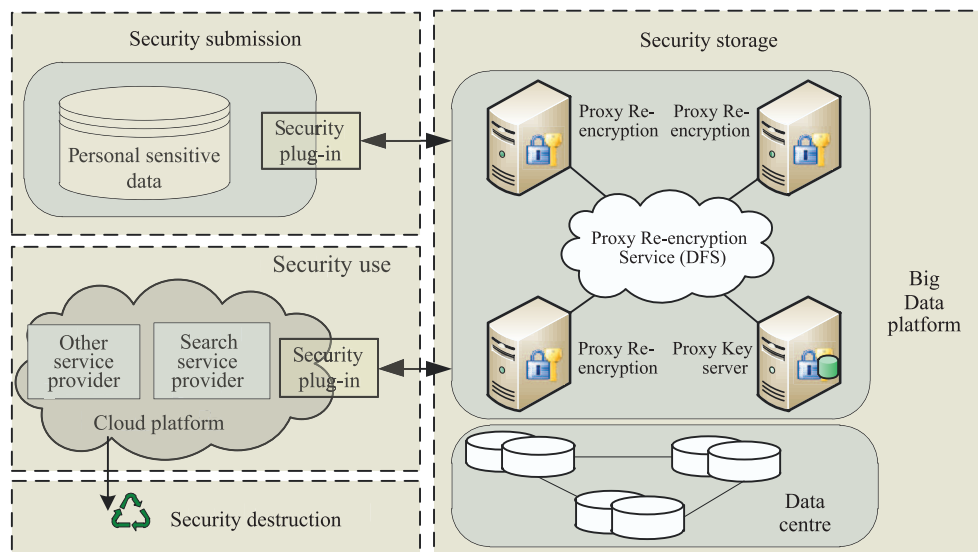 Security submission
Personal sensitive
data
Security
plug-in
Security use
Other
service
provider
Search
service
provider
Security
plug-in
Cloud platform
Security destruction
Security storage
Proxy Re-
encryption
Proxy Re-
encryption
Proxy Re-encryption
Service (DFS)
Proxy Re-
encryption
Proxy Key
server
Big
Data
platform
Data
centre